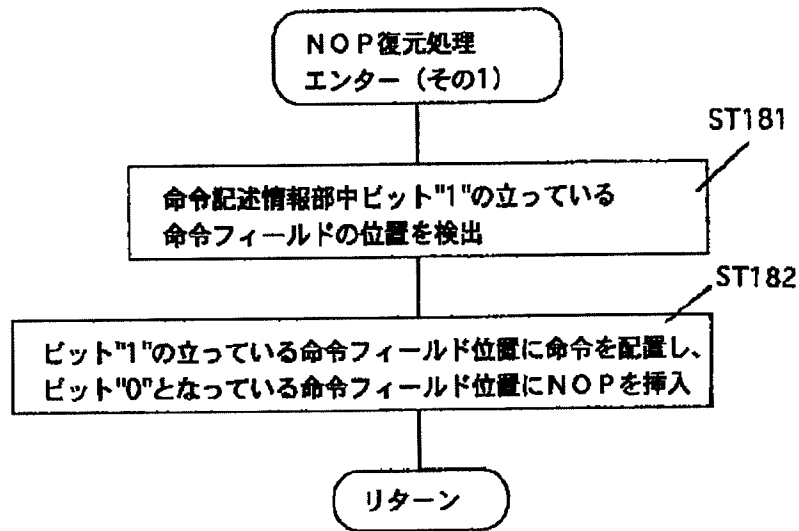 NOP復元処理
エンター（その1）
ST181
命令記述情報部中ビット"1"の立っている
命令フィールドの位置を検出
ST182
ビット"1"の立っている命令フィールド位置に命令を配置し、
ビット"0"となっている命令フィールド位置にNOPを挿入
リターン